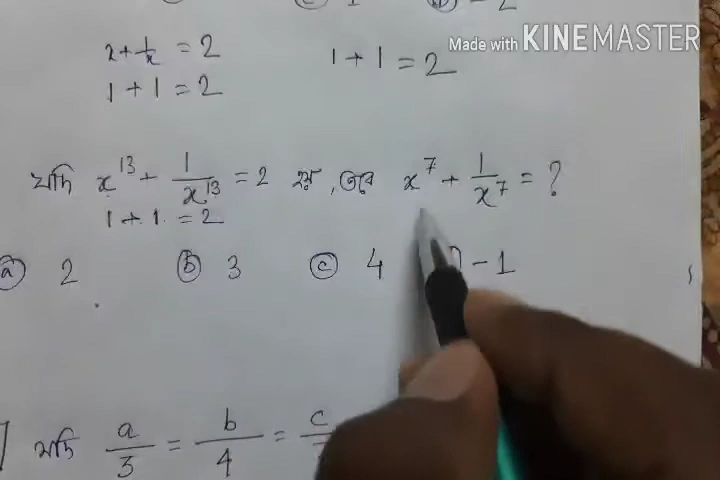 Made with KINEMASTER
x + 1/x = 2
1 + 1 = 2
1 + 1 = 2
যদি x^13 + 1/x^13 = 2 হয়, তবে x^7 + 1/x^7 = ?
1 + 1 = 2
(a) 2 (b) 3 (c) 4 - 1
যদি a/3 = b/4 = c